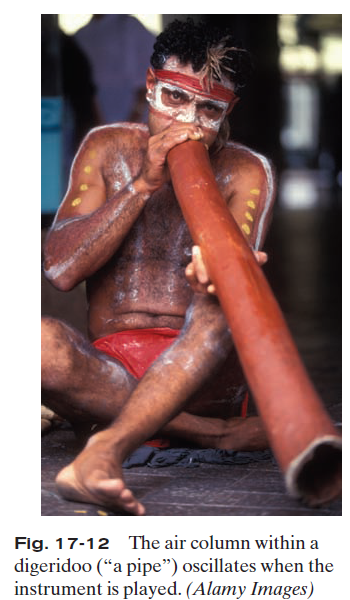 Fig. 17-12 The air column within a
digeridoo (“a pipe”) oscillates when the
instrument is played. (Alamy Images)